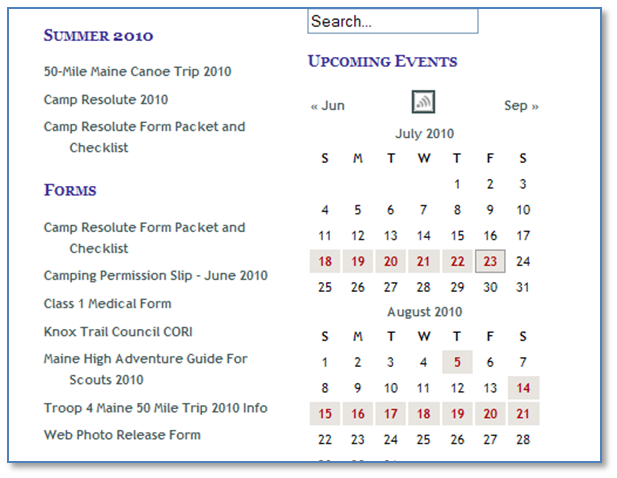 Summer 2010
50-Mile Maine Canoe Trip 2010
Camp Resolute 2010
Camp Resolute Form Packet and
Checklist
Forms
Camp Resolute Form Packet and
Checklist
Camping Permission Slip - June 2010
Class 1 Medical Form
Knox Trail Council CORI
Maine High Adventure Guide For
Scouts 2010
Troop 4 Maine 50 Mile Trip 2010 Info
Web Photo Release Form
Search...
Upcoming Events
« Jun Sep »
July 2010
S M T W T F S
1 2 3
4 5 6 7 8 9 10
11 12 13 14 15 16 17
18 19 20 21 22 23 24
25 26 27 28 29 30 31
August 2010
S M T W T F S
1 2 3 4 5 6 7
8 9 10 11 12 13 14
15 16 17 18 19 20 21
22 23 24 25 26 27 28